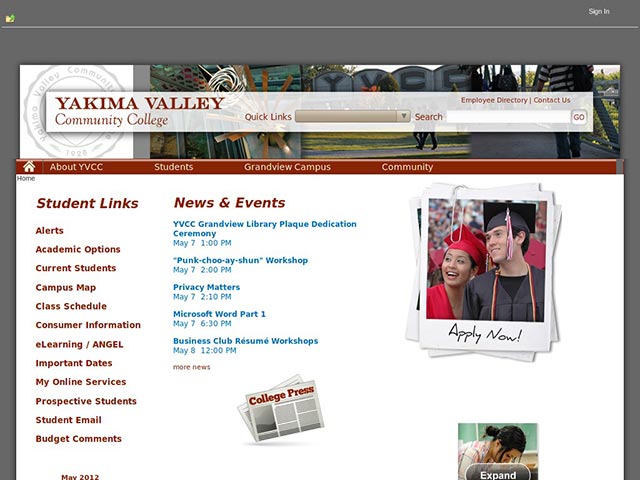 Sign In
YAKIMA VALLEY
Community College
Employee Directory | Contact Us
Quick Links
Search
GO
YVCC
1928
About YVCC
Students
Grandview Campus
Community
Home
Student Links
Alerts
Academic Options
Current Students
Campus Map
Class Schedule
Consumer Information
eLearning / ANGEL
Important Dates
My Online Services
Prospective Students
Student Email
Budget Comments
May 2012
News & Events
YVCC Grandview Library Plaque Dedication
Ceremony
May 7 1:00 PM
"Punk-choo-ay-shun" Workshop
May 7 2:00 PM
Privacy Matters
May 7 2:10 PM
Microsoft Word Part 1
May 7 6:30 PM
Business Club Résumé Workshops
May 8 12:00 PM
more news
College Press
Apply Now!
Expand